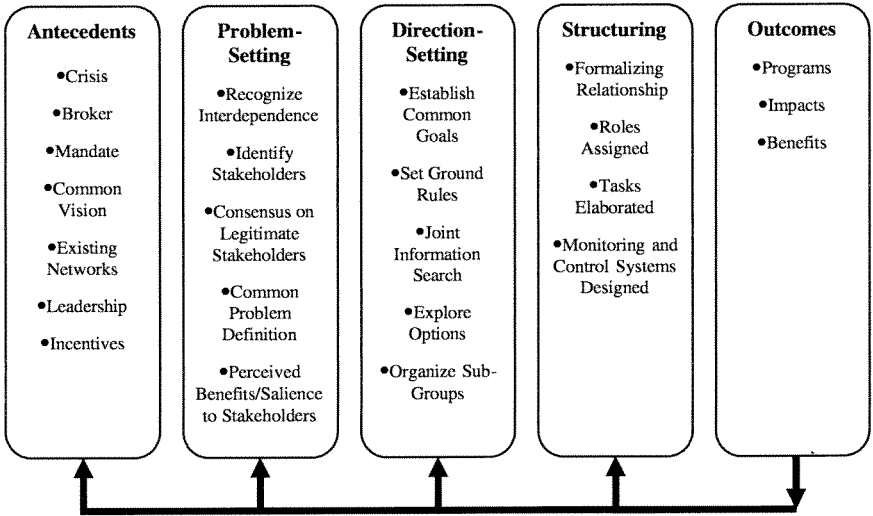 Antecedents
•Crisis
•Broker
•Mandate
•Common
Vision
•Existing
Networks
•Leadership
•Incentives
Problem-
Setting
•Recognize
Interdependence
•Identify
Stakeholders
•Consensus on
Legitimate
Stakeholders
•Common
Problem
Definition
•Perceived
Benefits/Salience
to Stakeholders
Direction-
Setting
•Establish
Common
Goals
•Set Ground
Rules
•Joint
Information
Search
•Explore
Options
•Organize Sub-
Groups
Structuring
•Formalizing
Relationship
•Roles
Assigned
•Tasks
Elaborated
•Monitoring and
Control Systems
Designed
Outcomes
•Programs
•Impacts
•Benefits